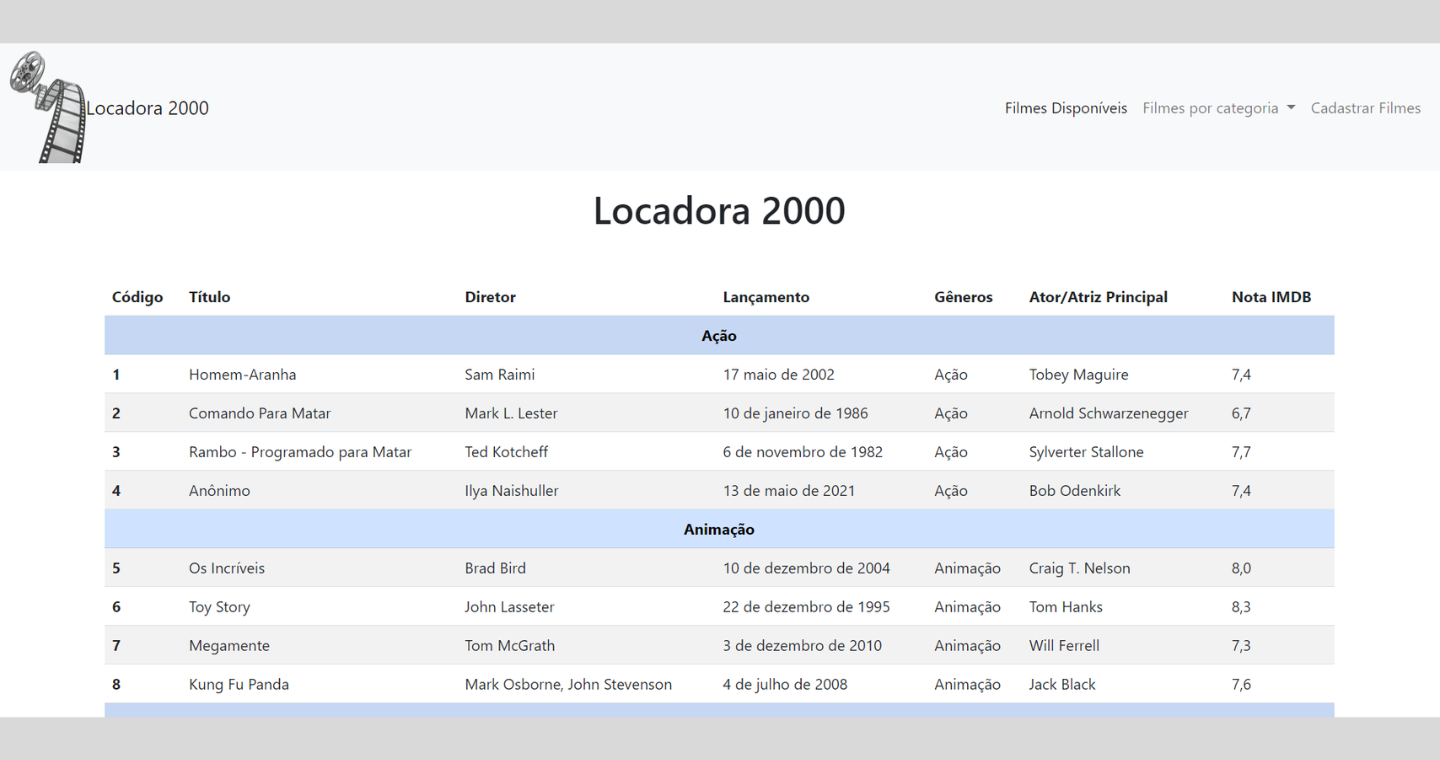 Locadora 2000
Filmes Disponíveis Filmes por categoria Cadastrar Filmes
Locadora 2000
Código Título Diretor Lançamento Gêneros Ator/Atriz Principal Nota IMDB
Ação
1 Homem-Aranha Sam Raimi 17 maio de 2002 Ação Tobey Maguire 7,4
2 Comando Para Matar Mark L. Lester 10 de janeiro de 1986 Ação Arnold Schwarzenegger 6,7
3 Rambo - Programado para Matar Ted Kotcheff 6 de novembro de 1982 Ação Sylverter Stallone 7,7
4 Anônimo Ilya Naishuller 13 de maio de 2021 Ação Bob Odenkirk 7,4
Animação
5 Os Incríveis Brad Bird 10 de dezembro de 2004 Animação Craig T. Nelson 8,0
6 Toy Story John Lasseter 22 de dezembro de 1995 Animação Tom Hanks 8,3
7 Megamente Tom McGrath 3 de dezembro de 2010 Animação Will Ferrell 7,3
8 Kung Fu Panda Mark Osborne, John Stevenson 4 de julho de 2008 Animação Jack Black 7,6